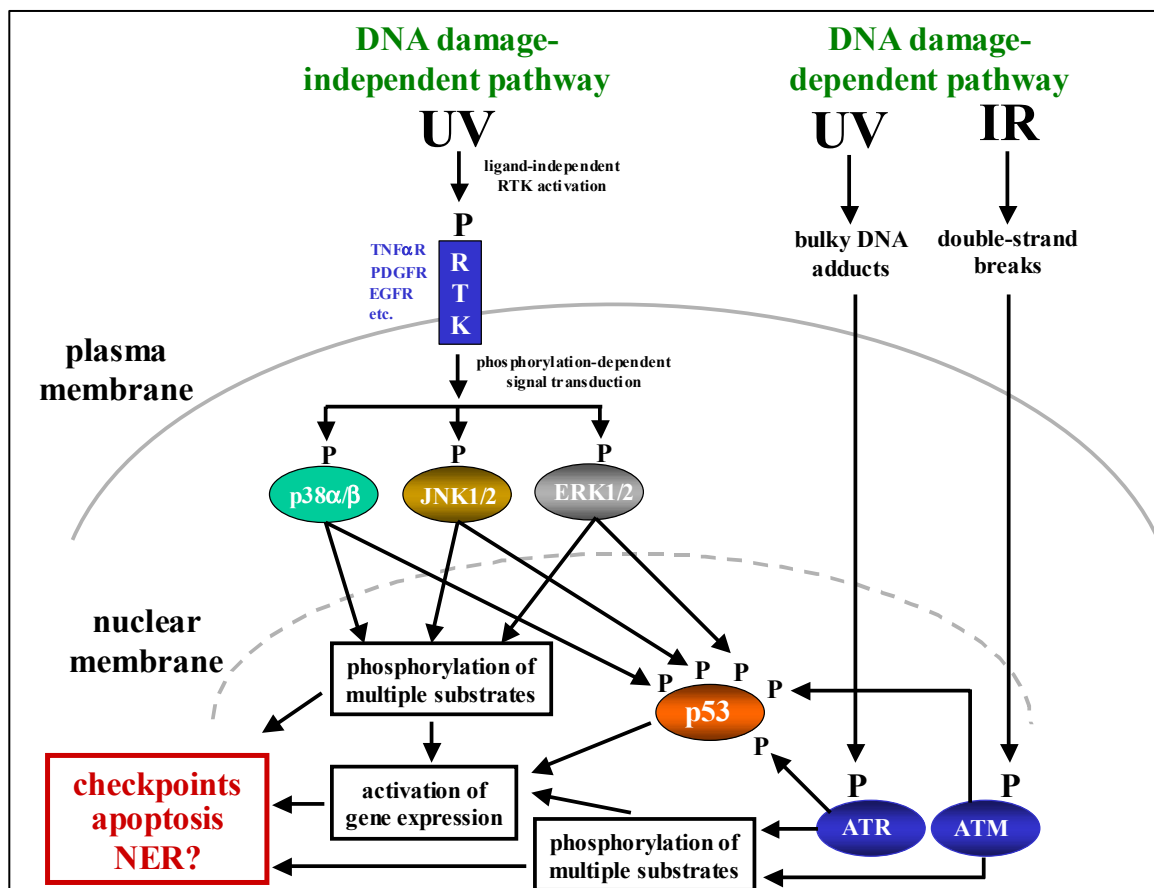 DNA damage-
independent pathway
UV
ligand-independent
RTK activation
P
TNFαR
PDGFR
EGFR
etc.
R
T
K
phosphorylation-dependent
signal transduction
P
P
P
p38α/β
JNK1/2
ERK1/2
DNA damage-
dependent pathway
UV
IR
bulky DNA
adducts
double-strand
breaks
plasma
membrane
nuclear
membrane
phosphorylation of
multiple substrates
P
P
P
P
P
p53
P
P
ATR
ATM
activation of
gene expression
phosphorylation of
multiple substrates
checkpoints
apoptosis
NER?